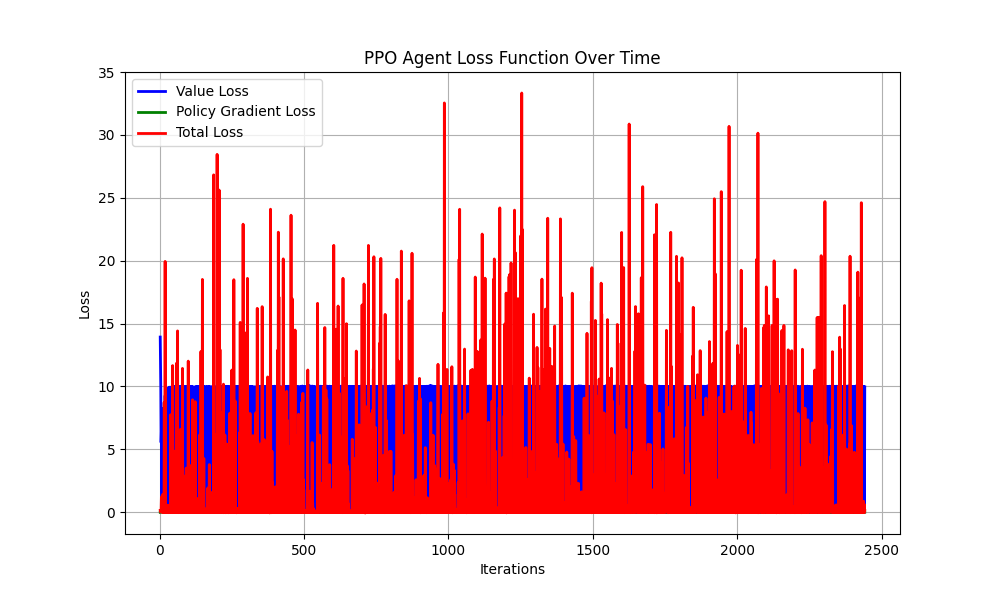 PPO Agent Loss Function Over Time
Value Loss
Policy Gradient Loss
Total Loss
35
30
25
20
15
10
5
0
Loss
0 500 1000 1500 2000 2500
Iterations